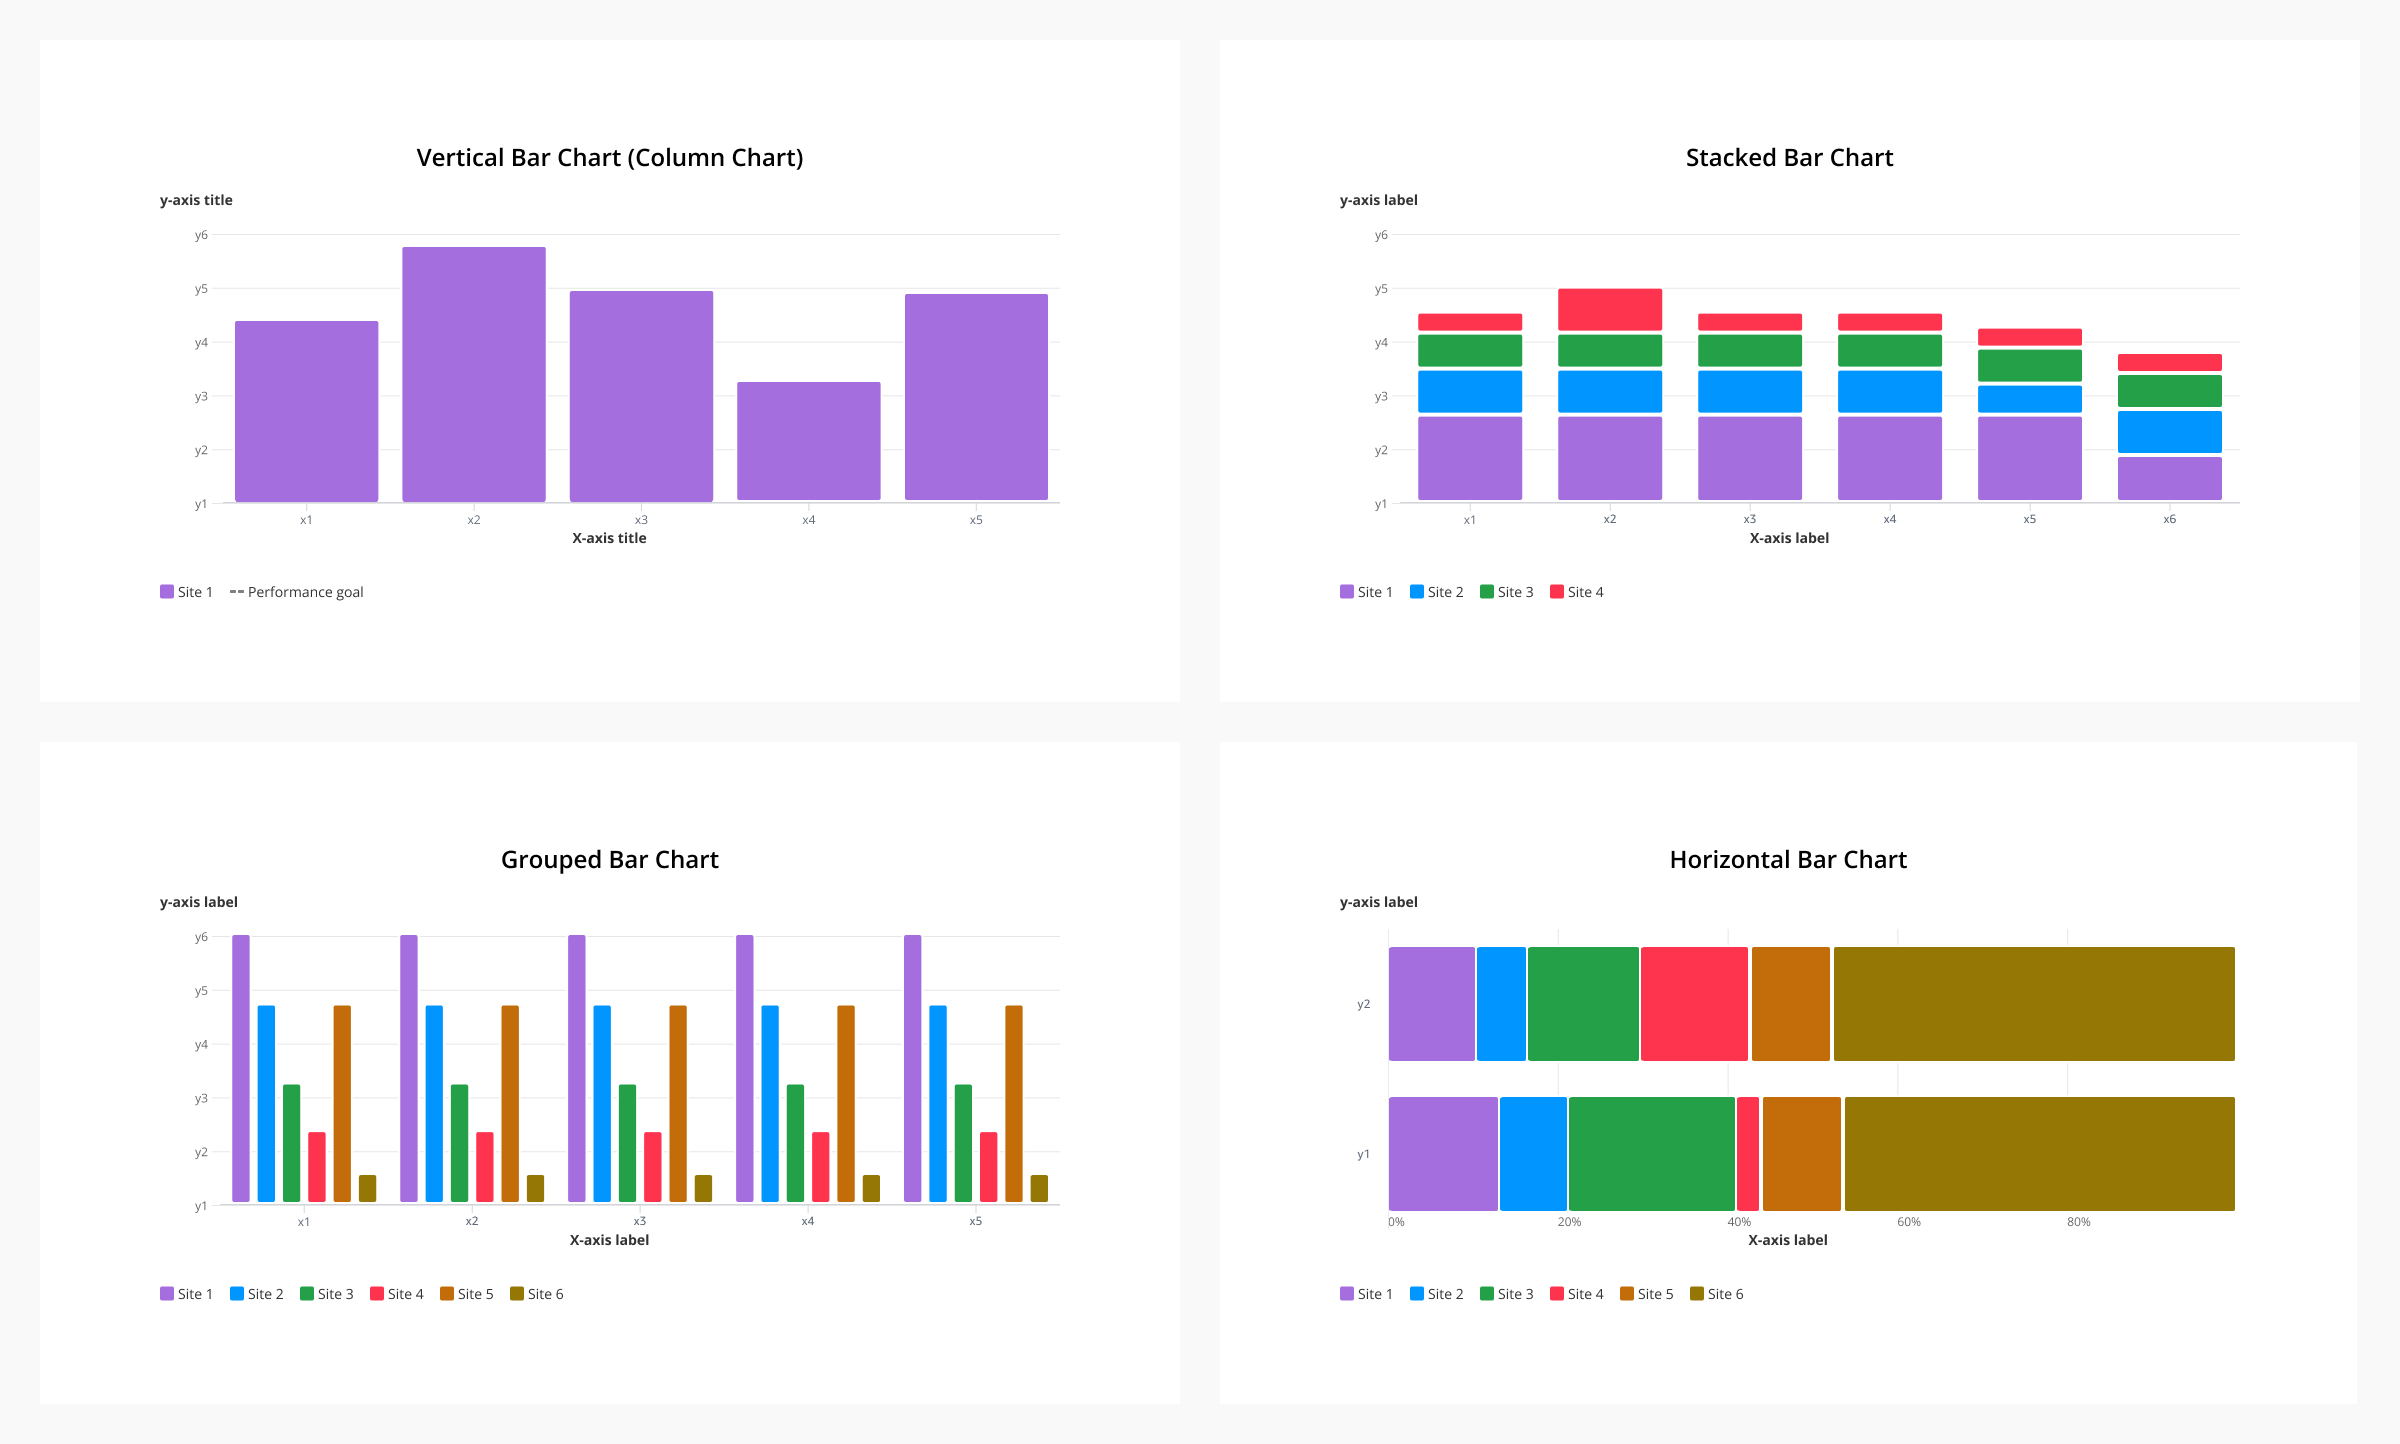 Vertical Bar Chart (Column Chart)
y-axis title
y6
y5
y4
y3
y2
y1
x1 x2 x3 x4 x5
X-axis title
Site 1 Performance goal
Stacked Bar Chart
y-axis label
y6
y5
y4
y3
y2
y1
x1 x2 x3 x4 x5 x6
X-axis label
Site 1 Site 2 Site 3 Site 4
Grouped Bar Chart
y-axis label
y6
y5
y4
y3
y2
y1
x1 x2 x3 x4 x5
X-axis label
Site 1 Site 2 Site 3 Site 4 Site 5 Site 6
Horizontal Bar Chart
y-axis label
y2
y1
0% 20% 40% 60% 80%
X-axis label
Site 1 Site 2 Site 3 Site 4 Site 5 Site 6